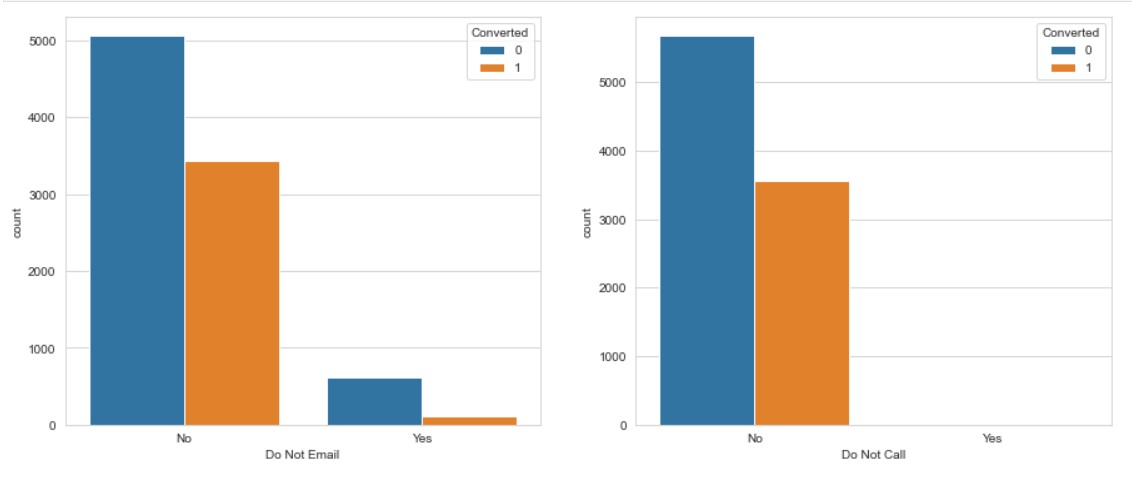 Converted
0
1
5000
4000
3000
2000
1000
0
count
No
Yes
Do Not Email
Converted
0
1
5000
4000
3000
2000
1000
0
count
No
Yes
Do Not Call